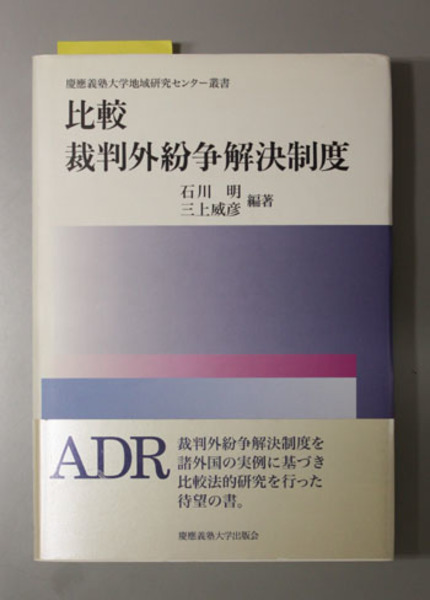 慶應義塾大学地域研究センター叢書
比較
裁判外紛争解決制度
石川 明
三上威彦
編著
ADR
裁判外紛争解決制度を
諸外国の実例に基づき
比較法的研究を行った
待望の書。
慶應義塾大学出版会